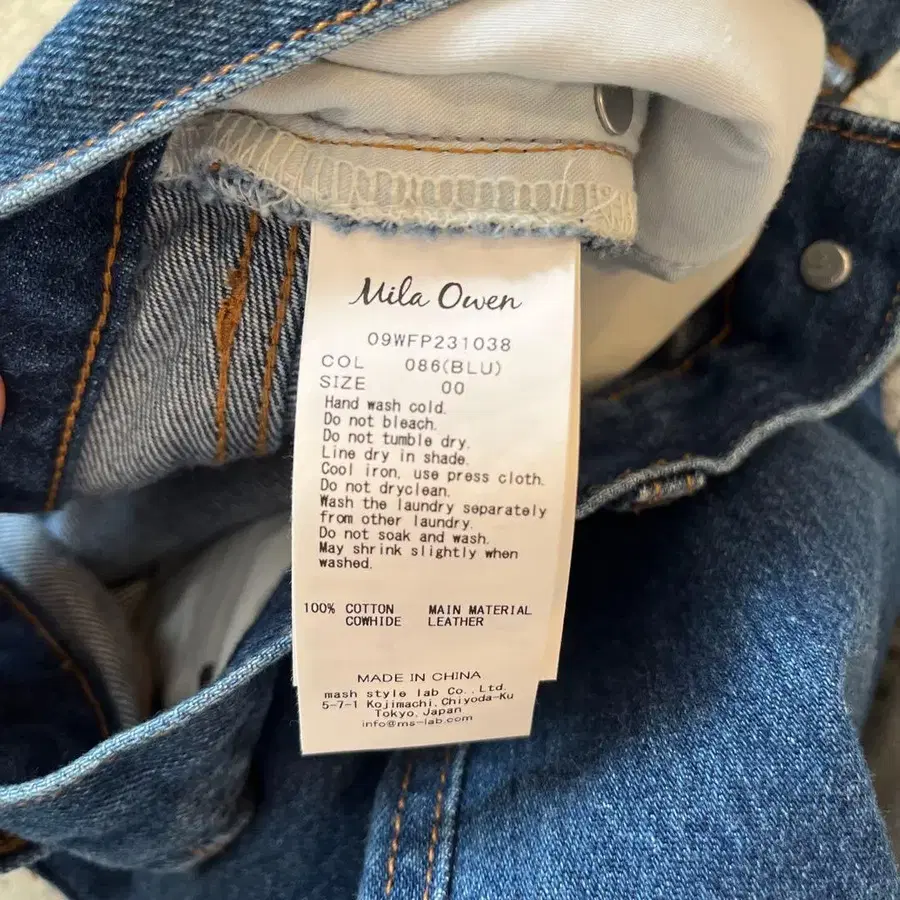 Mila Owen
09WFP231038
COL 086(BLU)
SIZE 00
Hand wash cold.
Do not bleach.
Do not tumble dry.
Line dry in shade.
Cool iron, use press cloth.
Do not dryclean.
Wash the laundry separately
from other laundry.
Do not soak and wash.
May shrink slightly when
washed.
100% COTTON MAIN MATERIAL
COWHIDE LEATHER
MADE IN CHINA
mash style lab Co., Ltd.
5-7-1 Kojimachi, Chiyoda-Ku
Tokyo, Japan
info@ms-lab.com